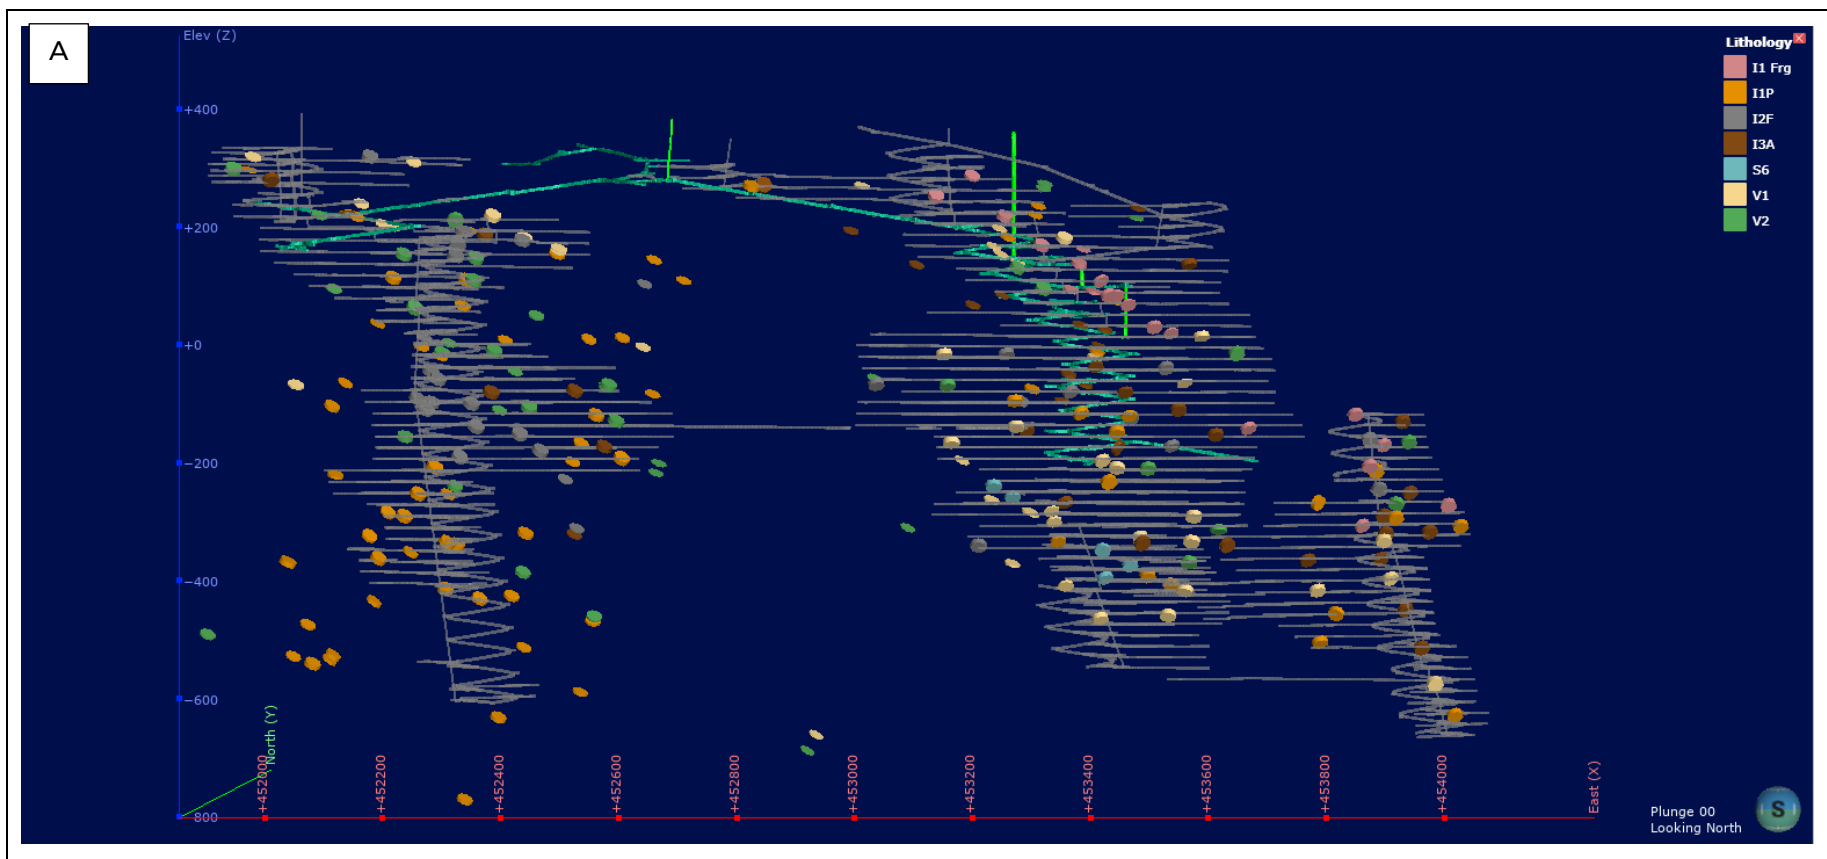 A
Elev (Z)
Lithology
I1 Frg
I1P
I2F
I3A
S6
V1
V2
+400
+200
+0
−200
−400
−600
800
North (Y)
+452000
+452200
+452400
+452600
+452800
+453000
+453200
+453400
+453600
+453800
+454000
East (X)
Plunge 00
Looking North
S